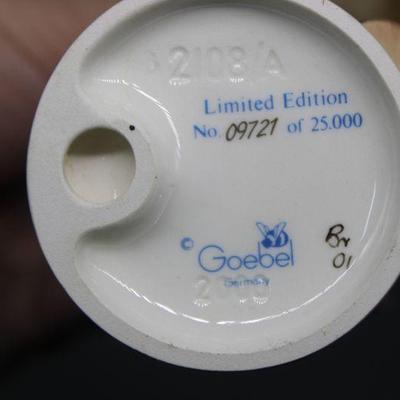 2108/A
Limited Edition
No. 09721 of 25.000
© Goebel
Germany
Br
01